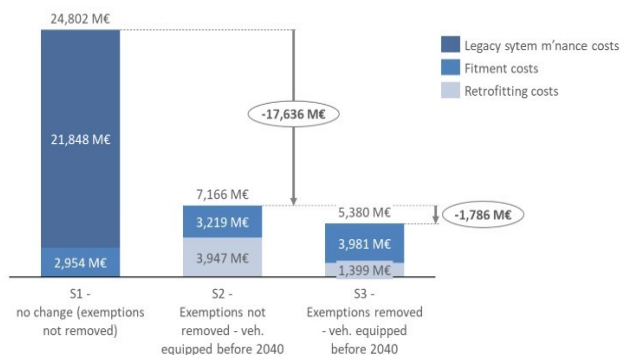 24,802 M€
Legacy sytem m'nance costs
Fitment costs
Retrofitting costs
-17,636 M€
21,848 M€
7,166 M€
5,380 M€
-1,786 M€
3,219 M€
3,981 M€
2,954 M€
3,947 M€
1,399 M€
S1 -
no change (exemptions
not removed)
S2 -
Exemptions not
removed - veh.
equipped before 2040
S3 -
Exemptions removed
- veh. equipped
before 2040